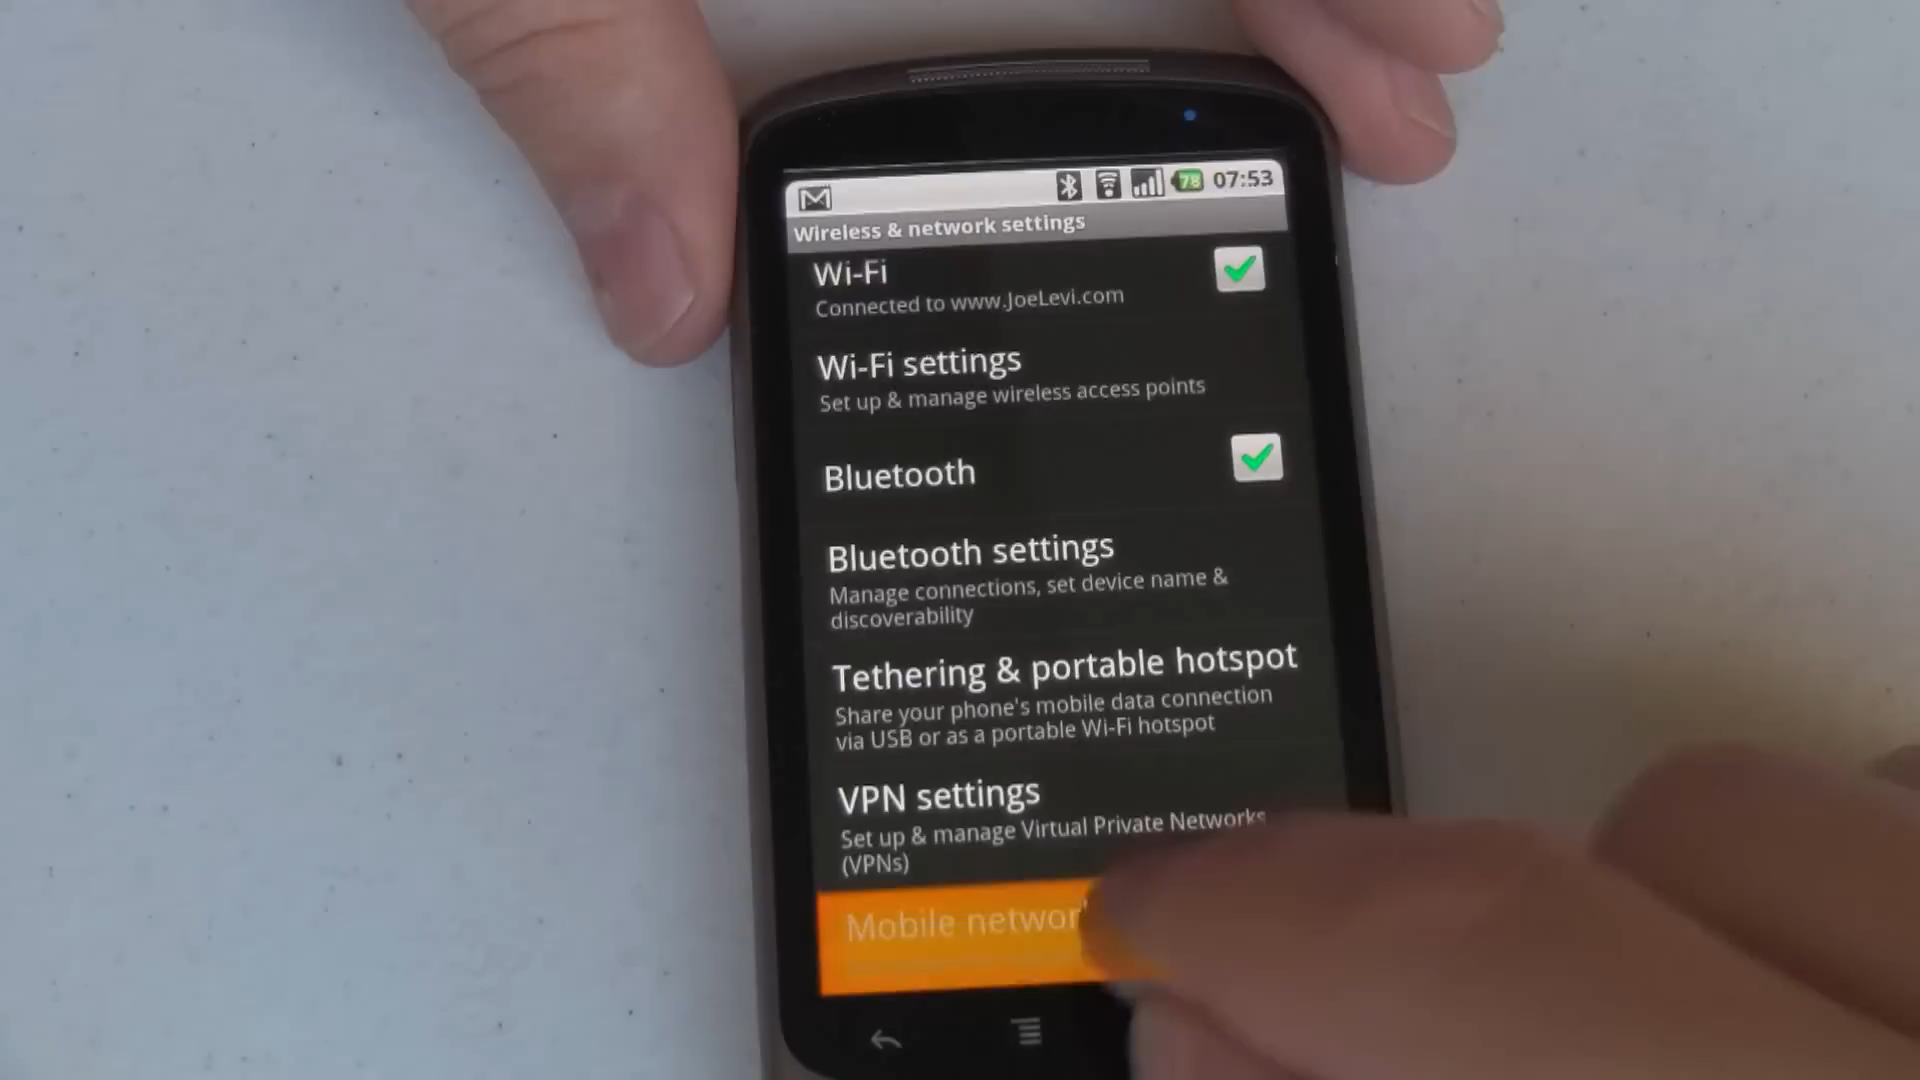 78 07:53
Wireless & network settings
Wi-Fi
Connected to www.JoeLevi.com
Wi-Fi settings
Set up & manage wireless access points
Bluetooth
Bluetooth settings
Manage connections, set device name &
discoverability
Tethering & portable hotspot
Share your phone's mobile data connection
via USB or as a portable Wi-Fi hotspot
VPN settings
Set up & manage Virtual Private Networks
(VPNs)
Mobile